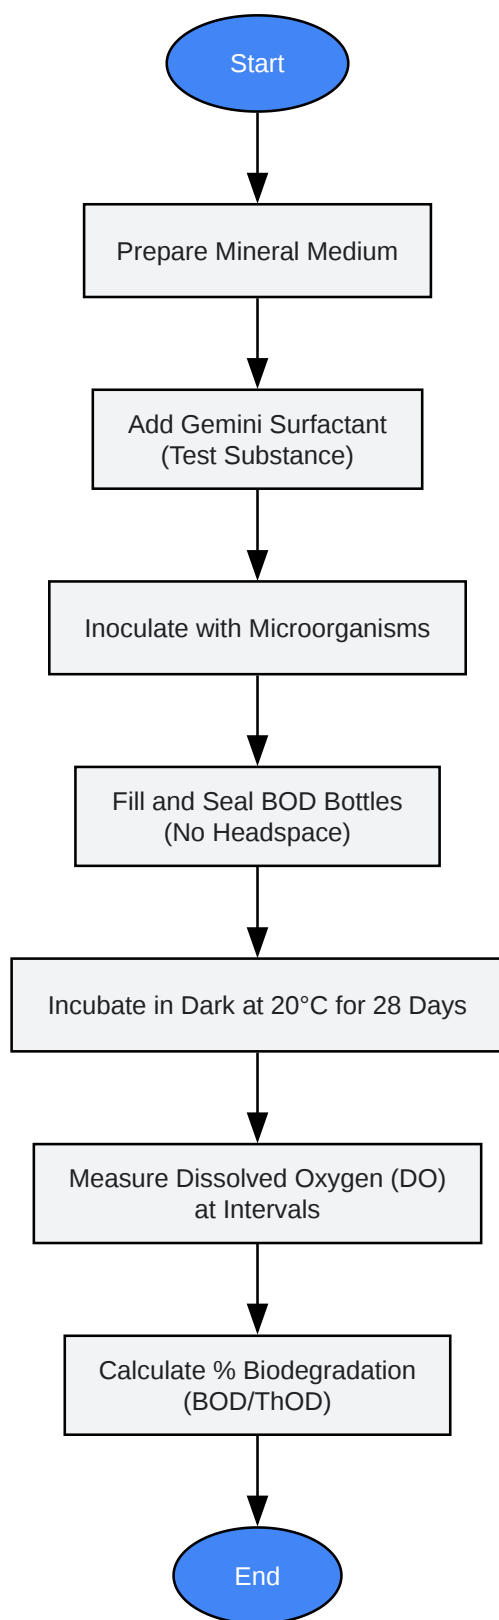 Start
Prepare Mineral Medium
Add Gemini Surfactant
(Test Substance)
Inoculate with Microorganisms
Fill and Seal BOD Bottles
(No Headspace)
Incubate in Dark at 20°C for 28 Days
Measure Dissolved Oxygen (DO)
at Intervals
Calculate % Biodegradation
(BOD/ThOD)
End